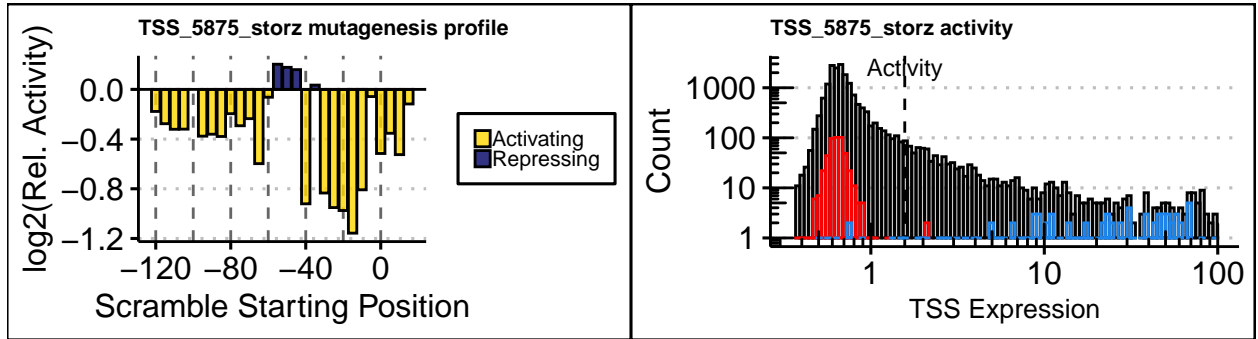 TSS_5875_storz mutagenesis profile
log2(Rel. Activity)
0.0
−0.4
−0.8
−1.2
−120
−80
−40
0
Scramble Starting Position
Activating
Repressing
TSS_5875_storz activity
Activity
Count
1000
100
10
1
1
10
100
TSS Expression